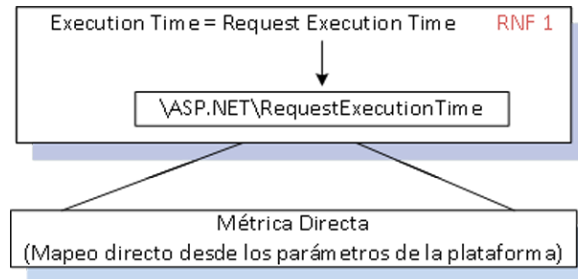 Execution Time = Request Execution Time RNF 1
\ASP.NET\RequestExecutionTime
Métrica Directa
(Mapeo directo desde los parámetros de la plataforma)